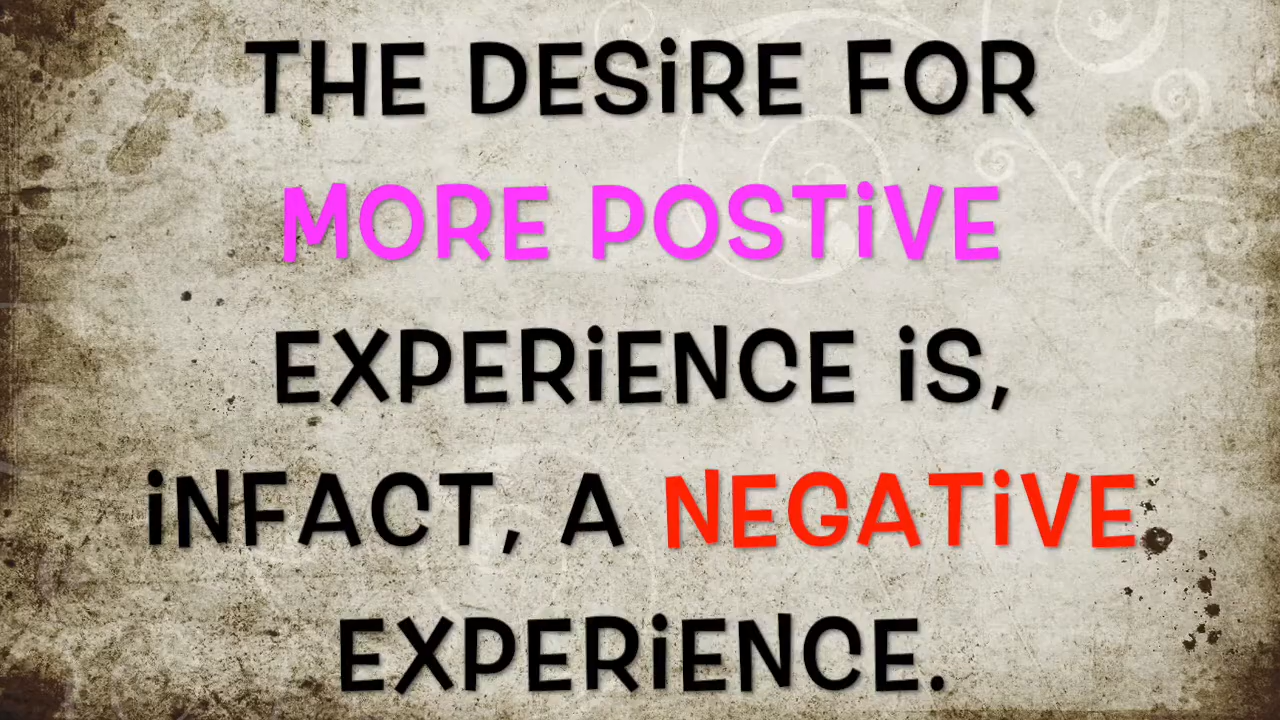 THE DESiRE FOR
MORE POSTiVE
EXPERiENCE iS,
iNFACT, A NEGATiVE
EXPERiENCE.